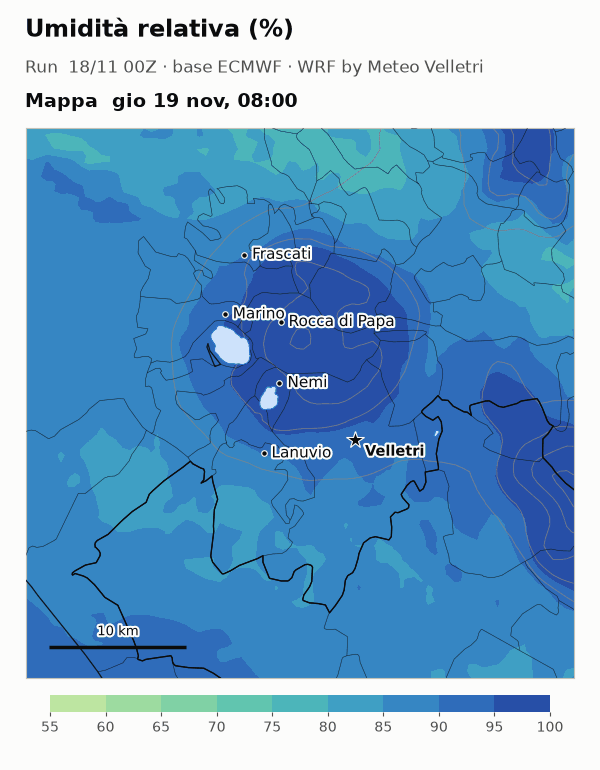 Umidità relativa (%)
Run  18/11 00Z · base ECMWF · WRF by Meteo Velletri
Mappa  gio 19 nov, 08:00
Frascati
Marino
Rocca di Papa
Nemi
Velletri
Lanuvio
10 km
55 60 65 70 75 80 85 90 95 100